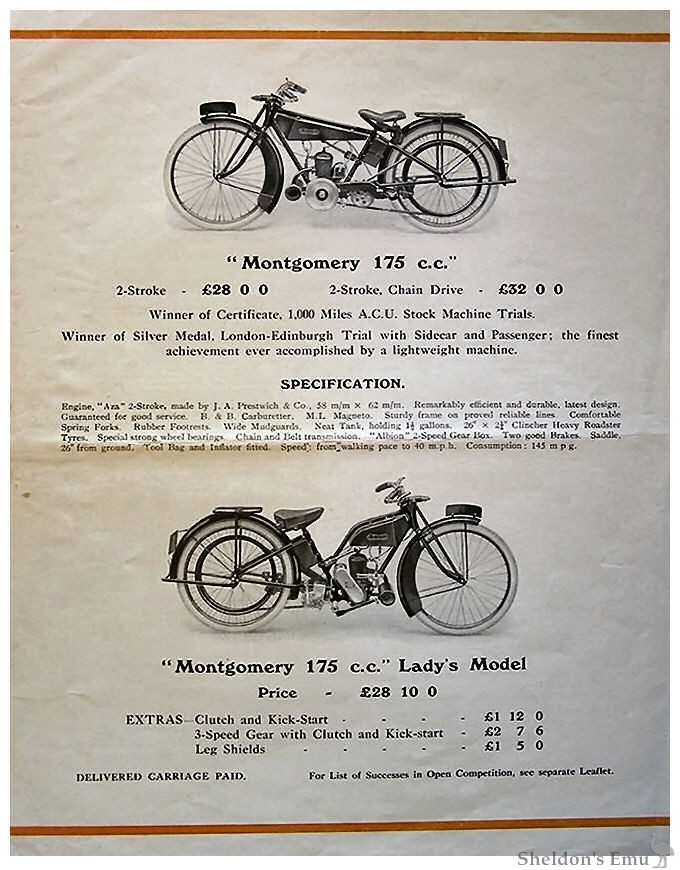 "Montgomery 175 c.c."
2-Stroke - £28 0 0 2-Stroke, Chain Drive - £32 0 0
Winner of Certificate, 1,000 Miles A.C.U. Stock Machine Trials.
Winner of Silver Medal, London-Edinburgh Trial with Sidecar and Passenger; the finest
achievement ever accomplished by a lightweight machine.
SPECIFICATION.
Engine, "Aza" 2-Stroke, made by J. A. Prestwich & Co., 58 m/m × 62 m/m. Remarkably efficient and durable, latest design.
Guaranteed for good service. B. & B. Carburetter. M.L. Magneto. Sturdy frame on proved reliable lines. Comfortable
Spring Forks. Rubber Footrests. Wide Mudguards. Neat Tank, holding 1½ gallons. 26" × 2¼" Clincher Heavy Roadster
Tyres. Special strong wheel bearings. Chain and Belt transmission. "Albion" 2-Speed Gear Box. Two good Brakes. Saddle,
26" from ground. Tool Bag and Inflator fitted. Speed, from walking pace to 40 m.p.h. Consumption: 145 m p g.
"Montgomery 175 c.c." Lady's Model
Price - £28 10 0
EXTRAS—Clutch and Kick-Start - - - - £1 12 0
3-Speed Gear with Clutch and Kick-start - £2 7 6
Leg Shields - - - - - £1 5 0
DELIVERED CARRIAGE PAID. For List of Successes in Open Competition, see separate Leaflet.
Sheldon's Emu